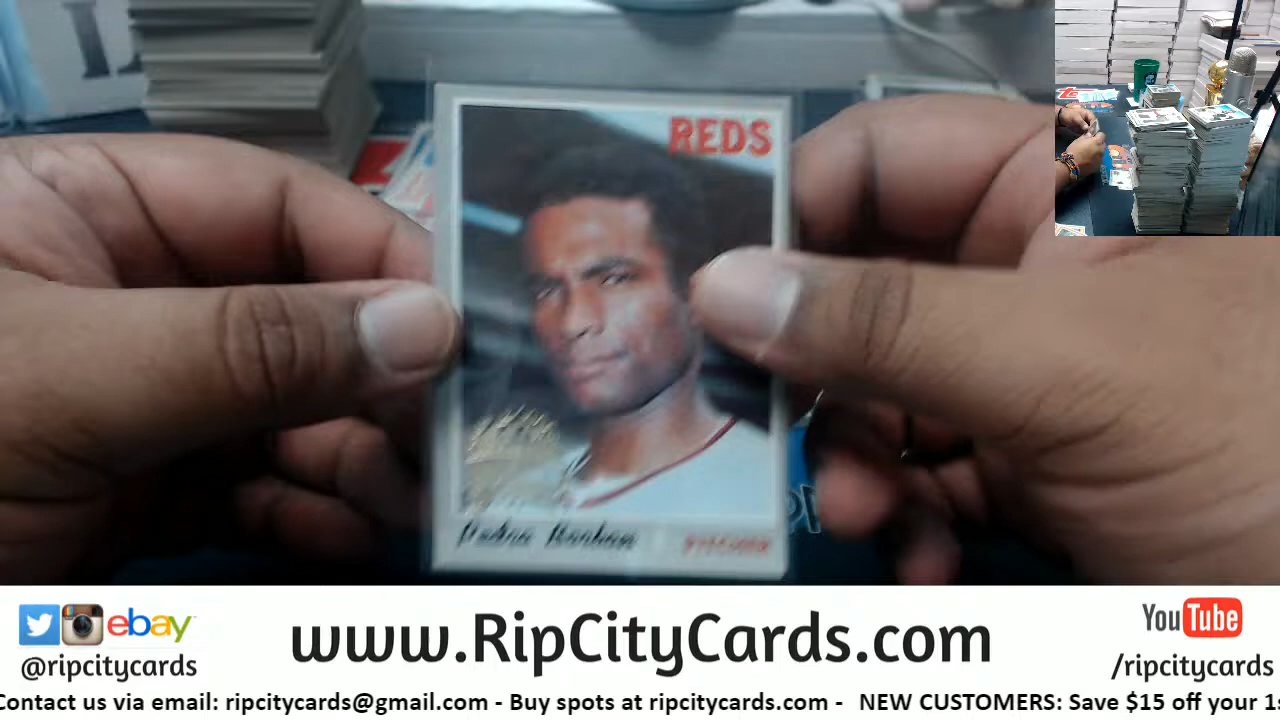 REDS
Pedro Borbon
PITCHER
ebay
@ripcitycards
www.RipCityCards.com
YouTube
/ripcitycards
Contact us via email: ripcitycards@gmail.com - Buy spots at ripcitycards.com - NEW CUSTOMERS: Save $15 off your